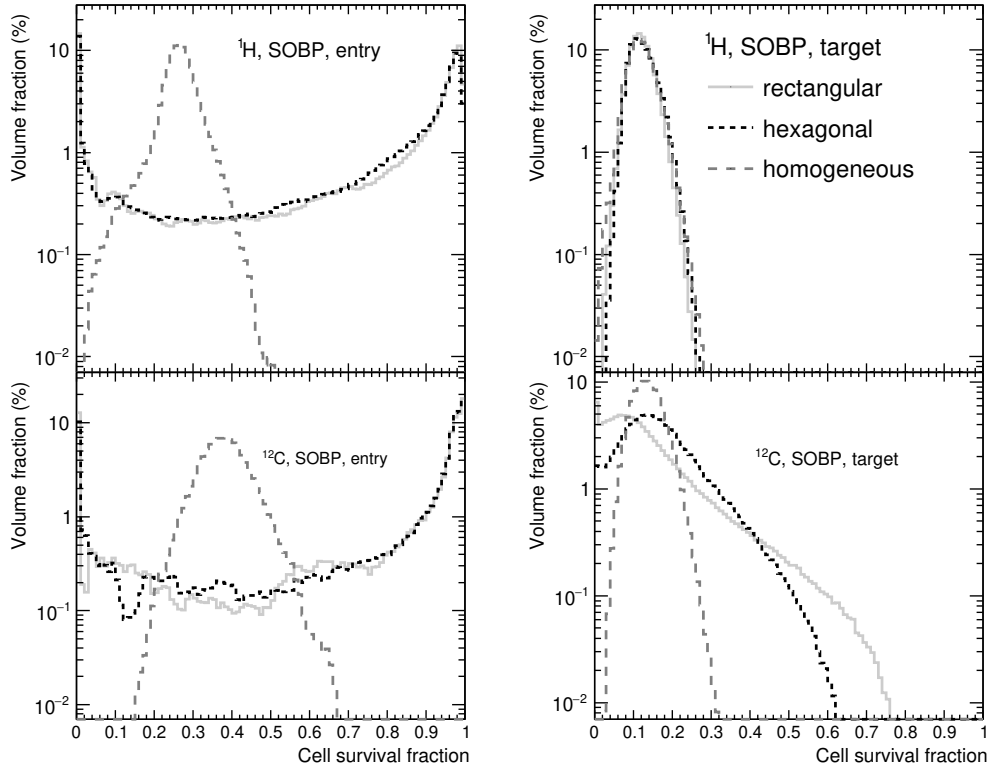 Volume fraction (%)
10
1
10⁻¹
10⁻²
¹H, SOBP, entry
Volume fraction (%)
10
1
10⁻¹
10⁻²
¹H, SOBP, target
rectangular
hexagonal
homogeneous
Volume fraction (%)
10
1
10⁻¹
10⁻²
¹²C, SOBP, entry
0 0.1 0.2 0.3 0.4 0.5 0.6 0.7 0.8 0.9 1
Cell survival fraction
Volume fraction (%)
10
1
10⁻¹
10⁻²
¹²C, SOBP, target
0 0.1 0.2 0.3 0.4 0.5 0.6 0.7 0.8 0.9 1
Cell survival fraction